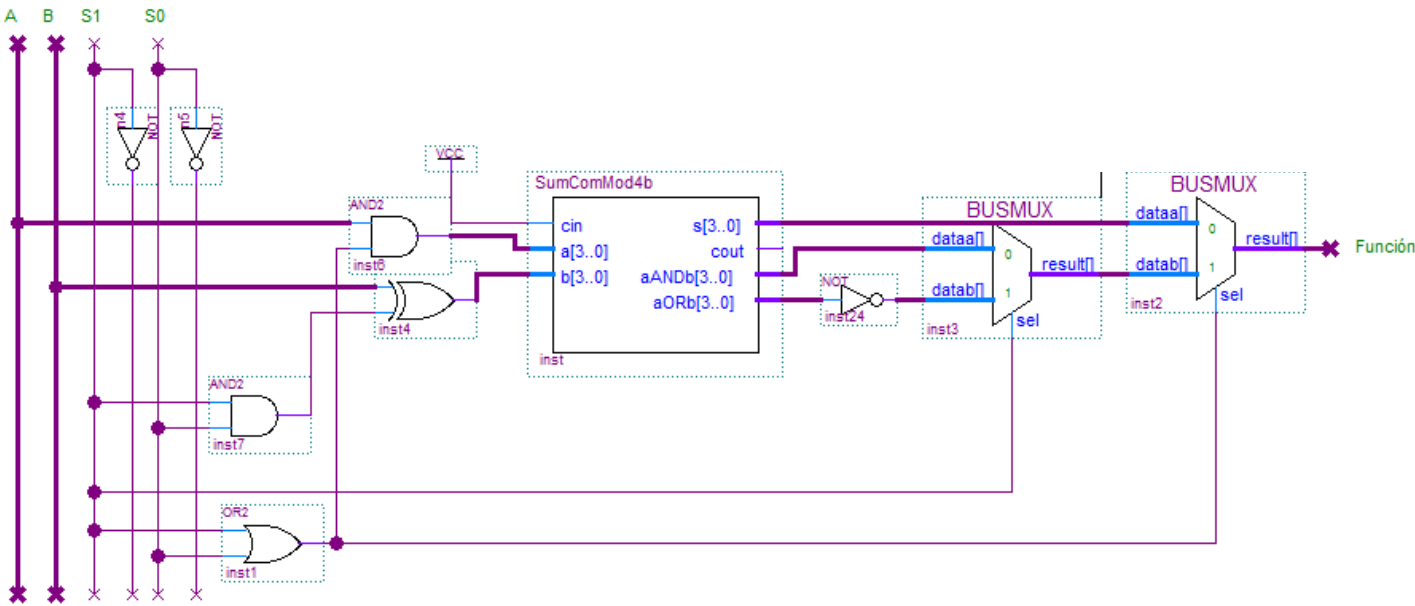 A B S1 S0
n4 NOT
n5 NOT
VCC
AND2
inst6
inst4
SumComMod4b
cin
a[3..0]
b[3..0]
s[3..0]
cout
aANDb[3..0]
aORb[3..0]
inst
NOT
inst24
BUSMUX
dataa[]
datab[]
0
1
result[]
sel
inst3
BUSMUX
dataa[]
datab[]
0
1
result[]
sel
inst2
Función
AND2
inst7
OR2
inst1